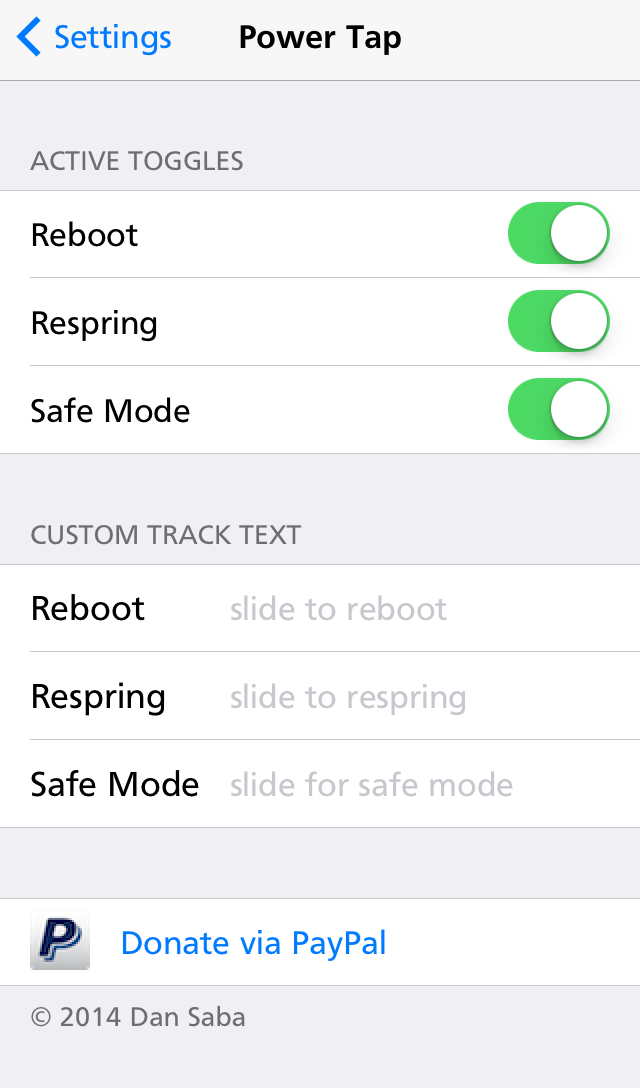 Settings Power Tap
ACTIVE TOGGLES
Reboot
Respring
Safe Mode
CUSTOM TRACK TEXT
Reboot slide to reboot
Respring slide to respring
Safe Mode slide for safe mode
Donate via PayPal
© 2014 Dan Saba